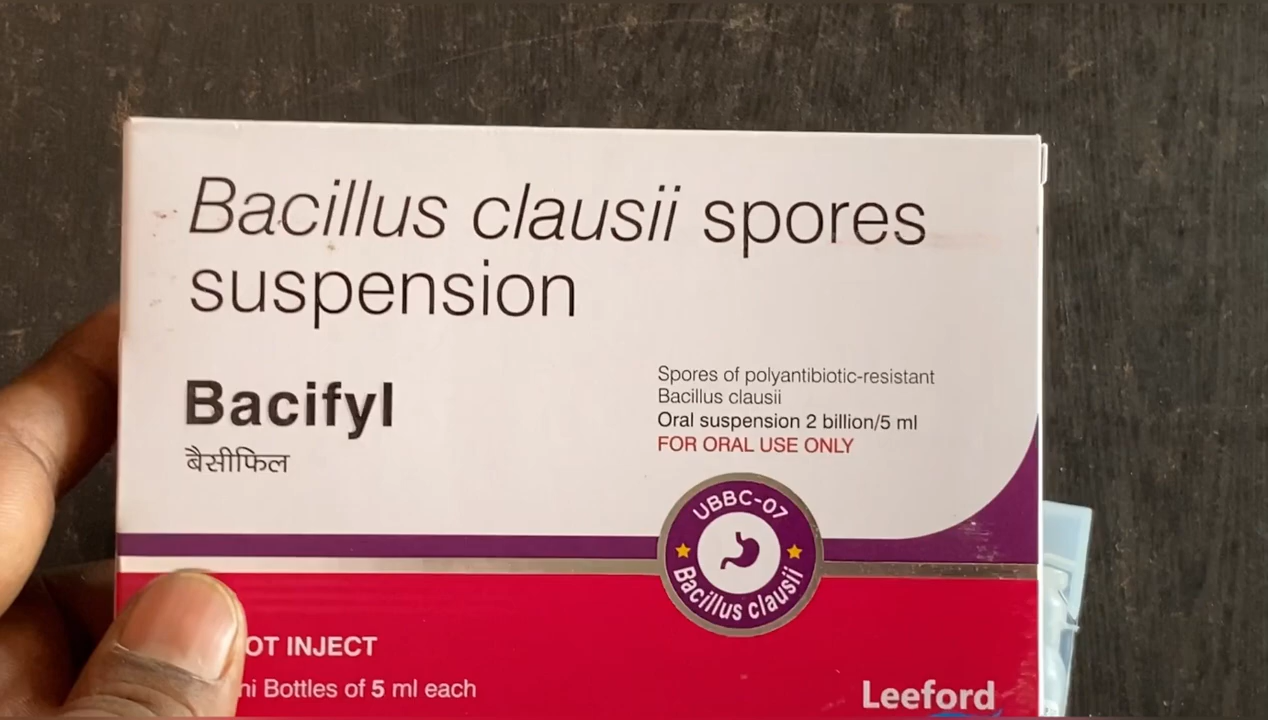 Bacillus clausii spores
suspension
Bacifyl
बैसीफिल
Spores of polyantibiotic-resistant
Bacillus clausii
Oral suspension 2 billion/5 ml
FOR ORAL USE ONLY
UBBC-07
Bacillus clausii
INJECT
Bottles of 5 ml each
Leeford